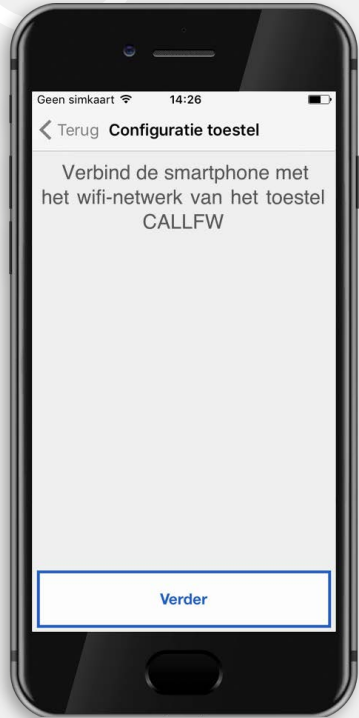 Geen simkaart 14:26
Terug Configuratie toestel
Verbind de smartphone met
het wifi-netwerk van het toestel
CALLFW
Verder